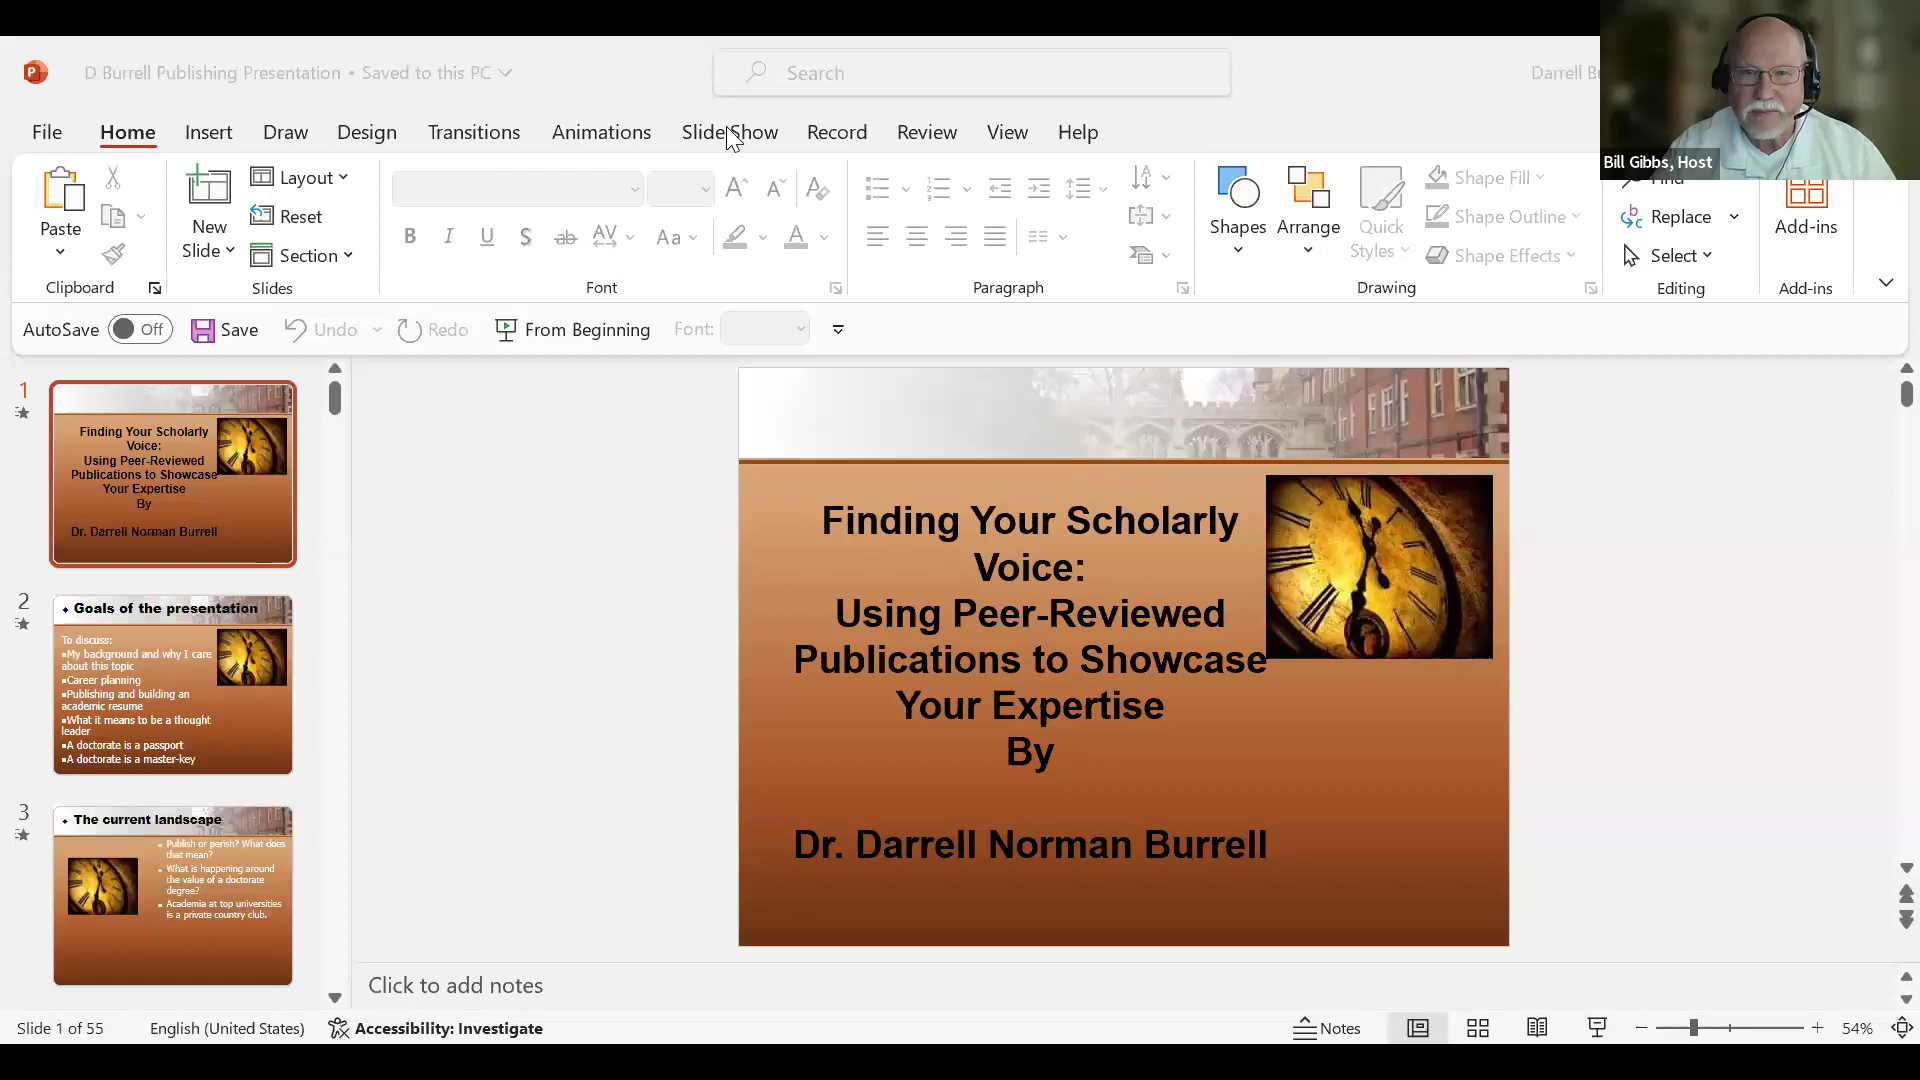 D Burrell Publishing Presentation • Saved to this PC
Search
Bill Gibbs, Host
File Home Insert Draw Design Transitions Animations Slide Show Record Review View Help
Paste
Clipboard
New
Slide
Layout
Reset
Section
Slides
B I U S ab AV Aa A
Font
Paragraph
Shapes
Arrange
Quick
Styles
Shape Fill
Shape Outline
Shape Effects
Drawing
Replace
Select
Editing
Add-ins
Add-ins
AutoSave Off Save Undo Redo From Beginning Font:
1
Finding Your Scholarly
Voice:
Using Peer-Reviewed
Publications to Showcase
Your Expertise
By
Dr. Darrell Norman Burrell
2
Goals of the presentation
To discuss:
▪My background and why I care
about this topic
▪Career planning
▪Publishing and building an
academic resume
▪What it means to be a thought
leader
▪A doctorate is a passport
▪A doctorate is a master-key
3
The current landscape
Publish or perish? What does
that mean?
What is happening around
the value of a doctorate
degree?
Academia at top universities
is a private country club.
Finding Your Scholarly
Voice:
Using Peer-Reviewed
Publications to Showcase
Your Expertise
By
Dr. Darrell Norman Burrell
Click to add notes
Slide 1 of 55 English (United States) Accessibility: Investigate Notes 54%